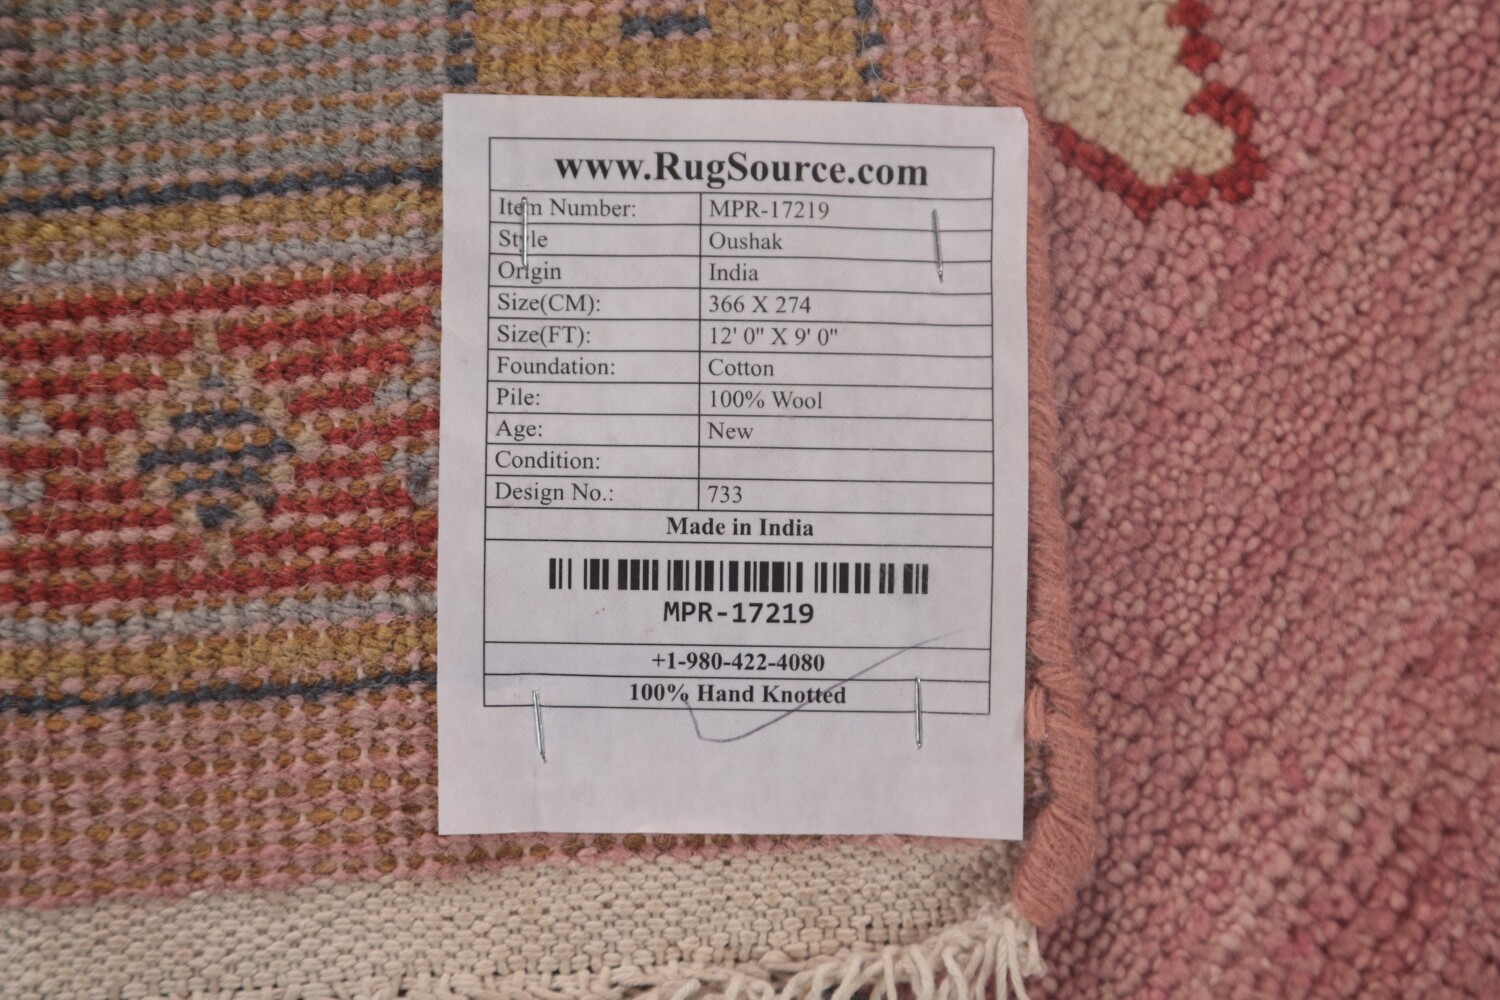 www.RugSource.com
Item Number: MPR-17219
Style Oushak
Origin India
Size(CM): 366 X 274
Size(FT): 12' 0" X 9' 0"
Foundation: Cotton
Pile: 100% Wool
Age: New
Condition:
Design No.: 733
Made in India
MPR-17219
+1-980-422-4080
100% Hand Knotted